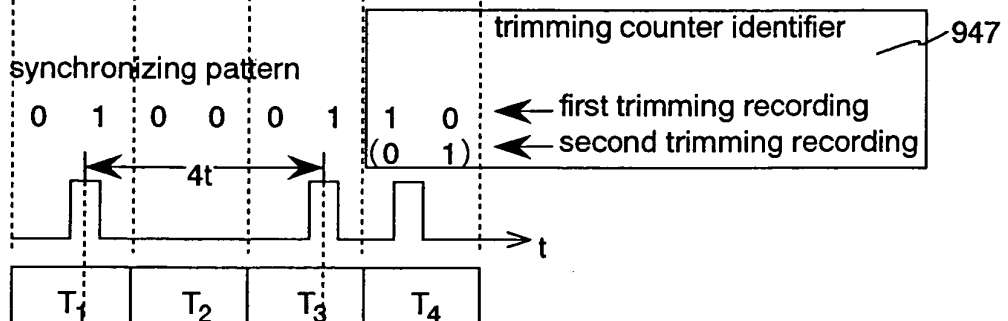 trimming counter identifier
947
synchronizing pattern
0 1 0 0 0 1 1 0
first trimming recording
(0 1)
second trimming recording
4t
t
T1 T2 T3 T4